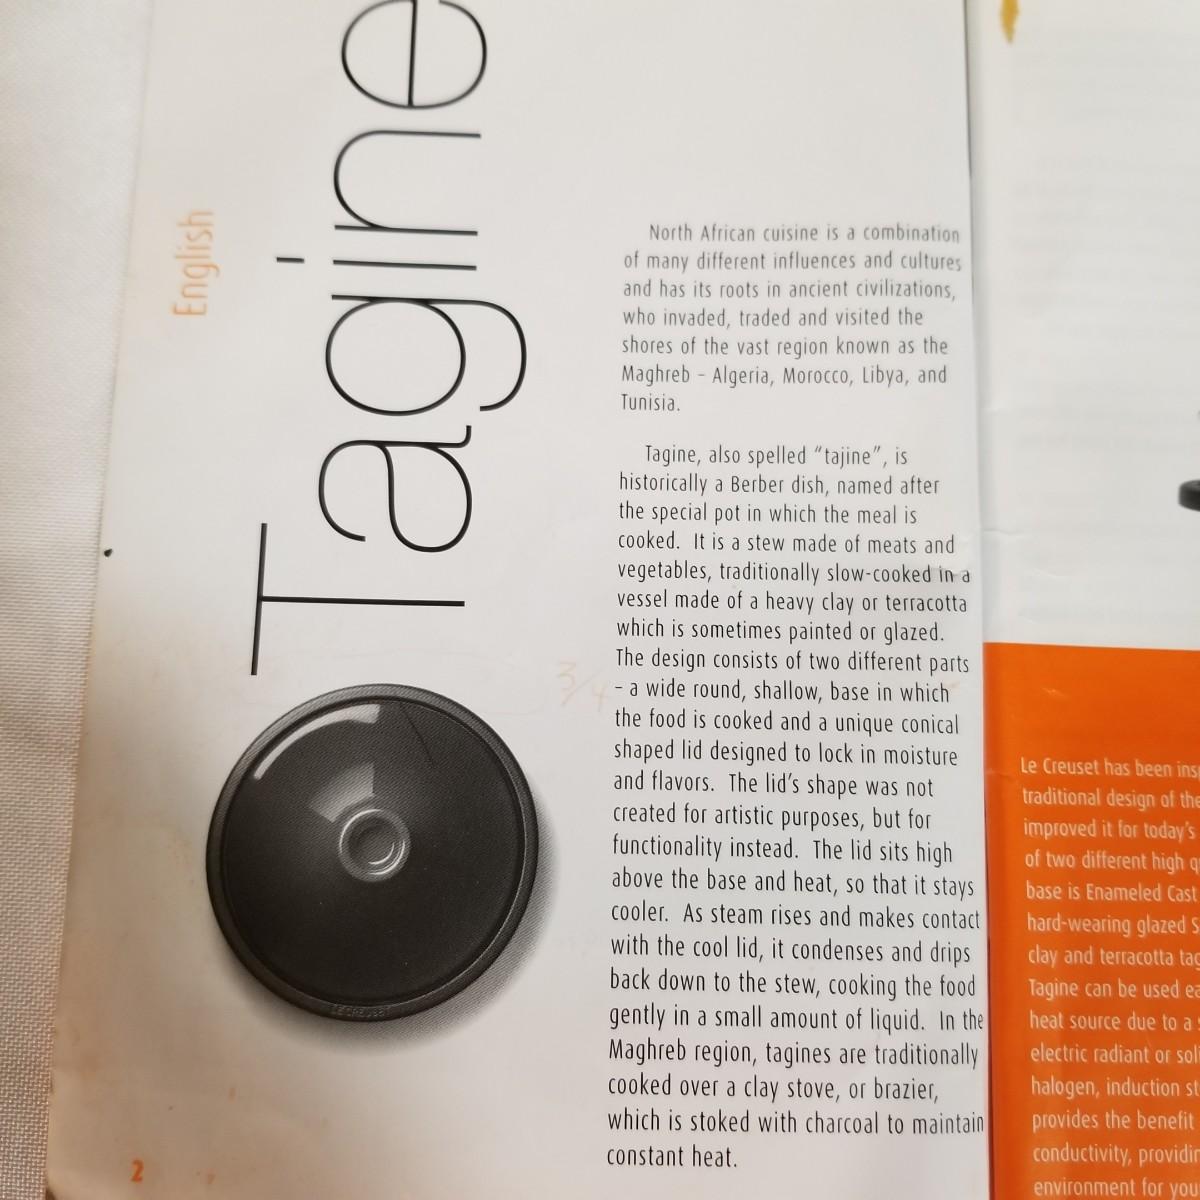 English
Tagine
North African cuisine is a combination
of many different influences and cultures
and has its roots in ancient civilizations,
who invaded, traded and visited the
shores of the vast region known as the
Maghreb – Algeria, Morocco, Libya, and
Tunisia.
Tagine, also spelled “tajine”, is
historically a Berber dish, named after
the special pot in which the meal is
cooked. It is a stew made of meats and
vegetables, traditionally slow-cooked in a
vessel made of a heavy clay or terracotta
which is sometimes painted or glazed.
The design consists of two different parts
– a wide round, shallow, base in which
the food is cooked and a unique conical
shaped lid designed to lock in moisture
and flavors. The lid’s shape was not
created for artistic purposes, but for
functionality instead. The lid sits high
above the base and heat, so that it stays
cooler. As steam rises and makes contact
with the cool lid, it condenses and drips
back down to the stew, cooking the food
gently in a small amount of liquid. In the
Maghreb region, tagines are traditionally
cooked over a clay stove, or brazier,
which is stoked with charcoal to maintain
constant heat.
3/4
LE CREUSET
2
Le Creuset has been
traditional design of the
improved it for today’s
of two different high
base is Enameled Cast
hard-wearing glazed
clay and terracotta
Tagine can be used
heat source due to a
electric radiant or
halogen, induction
provides the benefit
conductivity,
environment for